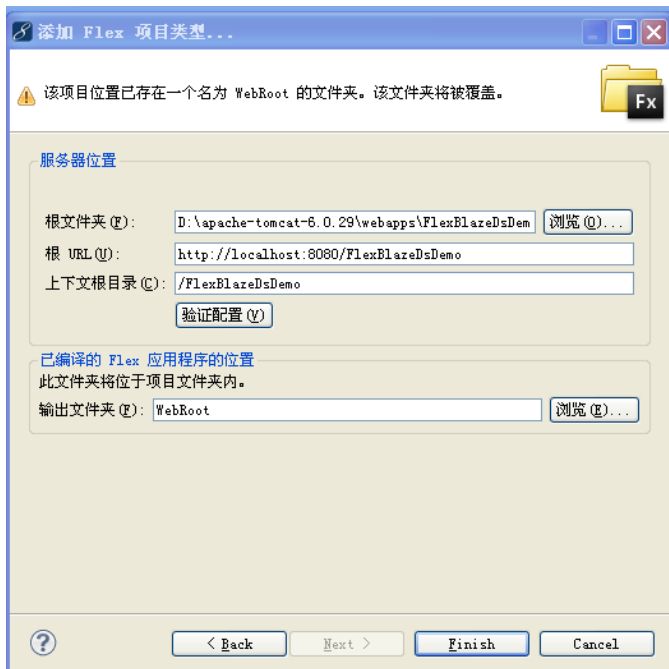 添加 Flex 项目类型...
该项目位置已存在一个名为 WebRoot 的文件夹。该文件夹将被覆盖。
Fx
服务器位置
根文件夹(F): D:\apache-tomcat-6.0.29\webapps\FlexBlazeDsDem 浏览(O)...
根 URL(U): http://localhost:8080/FlexBlazeDsDemo
上下文根目录(C): /FlexBlazeDsDemo
验证配置(V)
已编译的 Flex 应用程序的位置
此文件夹将位于项目文件夹内。
输出文件夹(F): WebRoot 浏览(E)...
? < Back Next > Finish Cancel